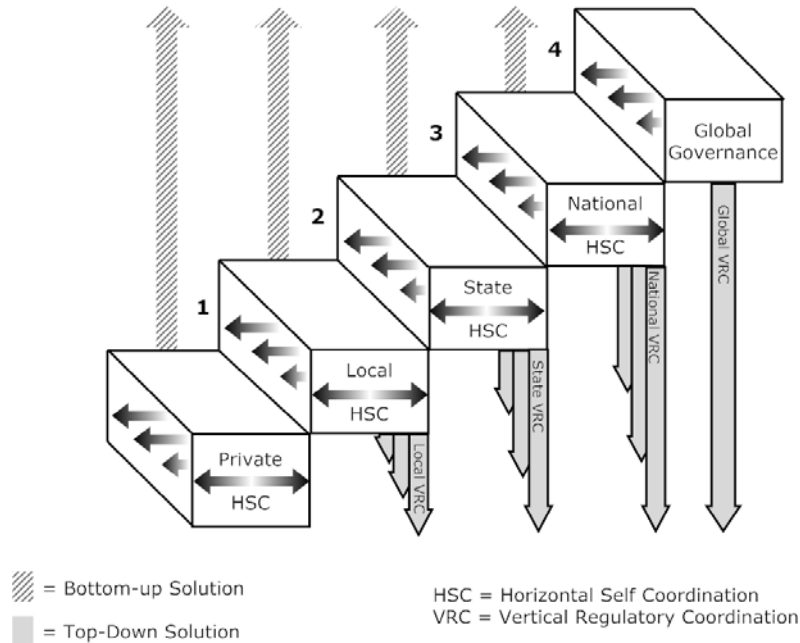 4
Global
Governance
3
National
HSC
Global VRC
2
State
HSC
National VRC
1
Local
HSC
State VRC
Private
HSC
Local VRC
= Bottom-up Solution
= Top-Down Solution
HSC = Horizontal Self Coordination
VRC = Vertical Regulatory Coordination